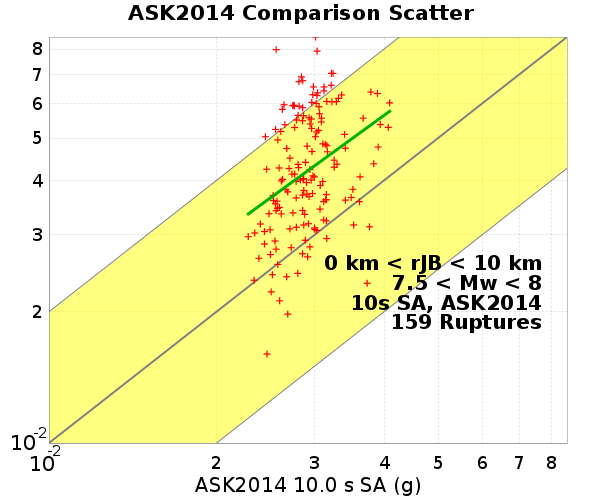 ASK2014 Comparison Scatter
8
7
6
5
4
3
2
10-2
0 km < rJB < 10 km
7.5 < Mw < 8
10s SA, ASK2014
159 Ruptures
10-2 2 3 4 5 6 7 8
ASK2014 10.0 s SA (g)